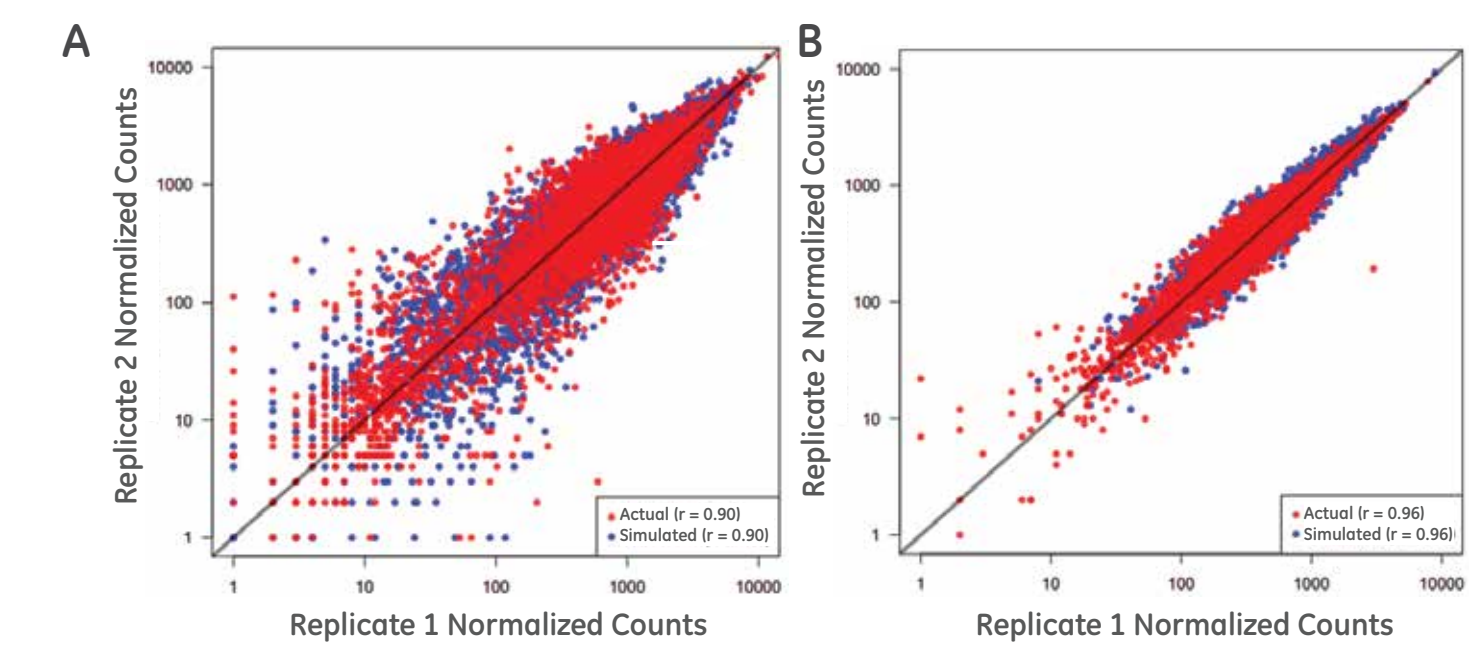 A
Replicate 2 Normalized Counts
10000
1000
100
10
1
1
10
100
1000
10000
Replicate 1 Normalized Counts
Actual (r = 0.90)
Simulated (r = 0.90)
B
Replicate 2 Normalized Counts
10000
1000
100
10
1
1
10
100
1000
10000
Replicate 1 Normalized Counts
Actual (r = 0.96)
Simulated (r = 0.96)